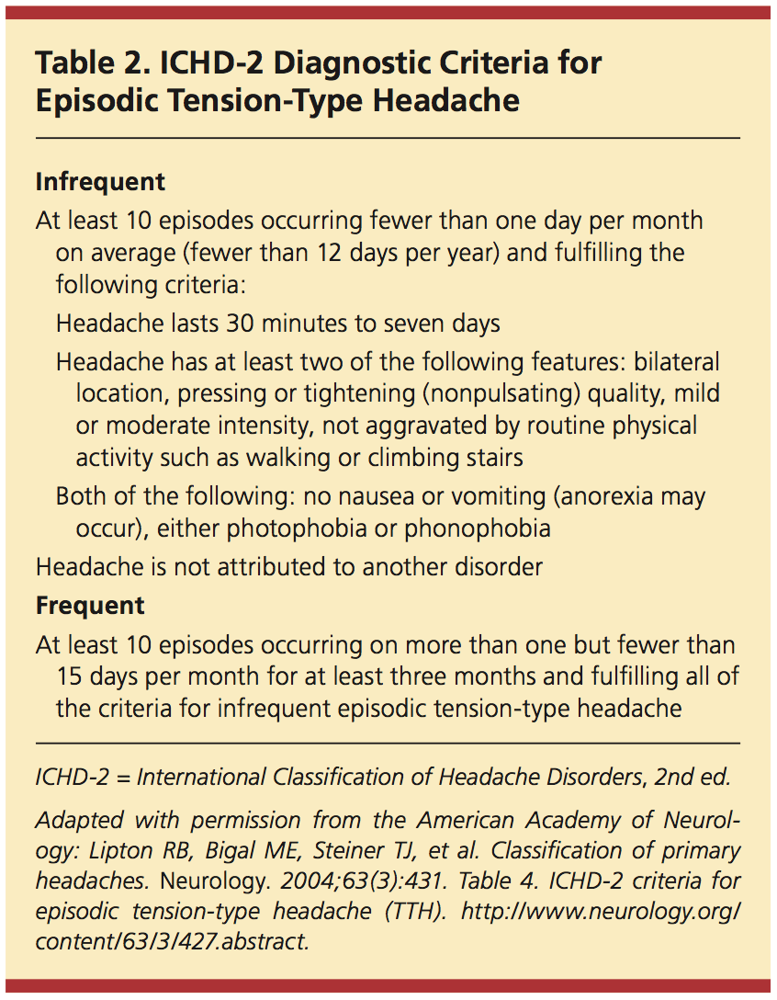 Table 2. ICHD-2 Diagnostic Criteria for
Episodic Tension-Type Headache
Infrequent
At least 10 episodes occurring fewer than one day per month
on average (fewer than 12 days per year) and fulfilling the
following criteria:
Headache lasts 30 minutes to seven days
Headache has at least two of the following features: bilateral
location, pressing or tightening (nonpulsating) quality, mild
or moderate intensity, not aggravated by routine physical
activity such as walking or climbing stairs
Both of the following: no nausea or vomiting (anorexia may
occur), either photophobia or phonophobia
Headache is not attributed to another disorder
Frequent
At least 10 episodes occurring on more than one but fewer than
15 days per month for at least three months and fulfilling all of
the criteria for infrequent episodic tension-type headache
ICHD-2 = International Classification of Headache Disorders, 2nd ed.
Adapted with permission from the American Academy of Neurol-
ogy: Lipton RB, Bigal ME, Steiner TJ, et al. Classification of primary
headaches. Neurology. 2004;63(3):431. Table 4. ICHD-2 criteria for
episodic tension-type headache (TTH). http://www.neurology.org/
content/63/3/427.abstract.